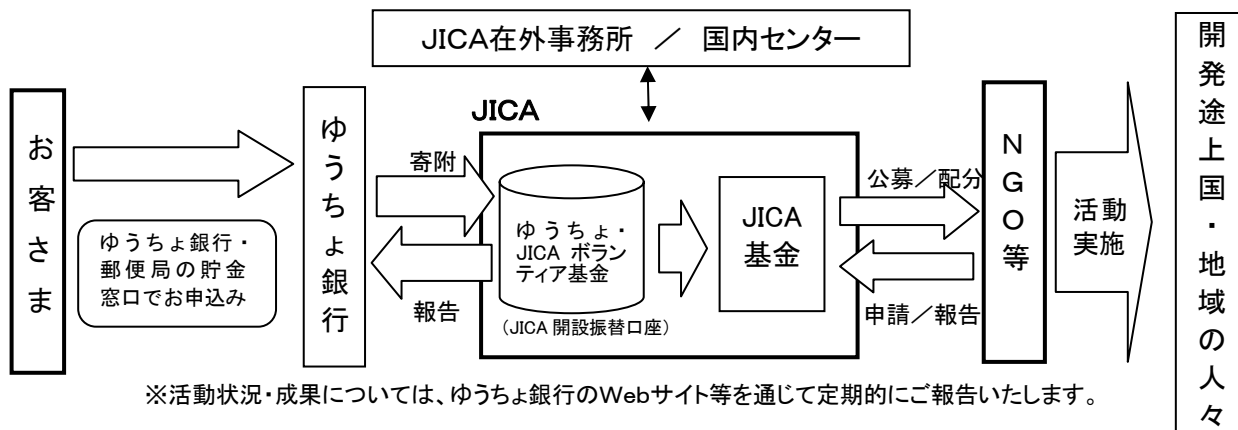 JICA在外事務所 ／ 国内センター
お客さま
ゆうちょ銀行・
郵便局の貯金
窓口でお申込み
ゆうちょ銀行
寄附
報告
JICA
ゆうちょ・
JICA ボラン
ティア基金
（JICA 開設振替口座）
JICA
基金
公募／配分
申請／報告
NGO等
活動
実施
開発途上国・地域の人々
※活動状況・成果については、ゆうちょ銀行のWebサイト等を通じて定期的にご報告いたします。